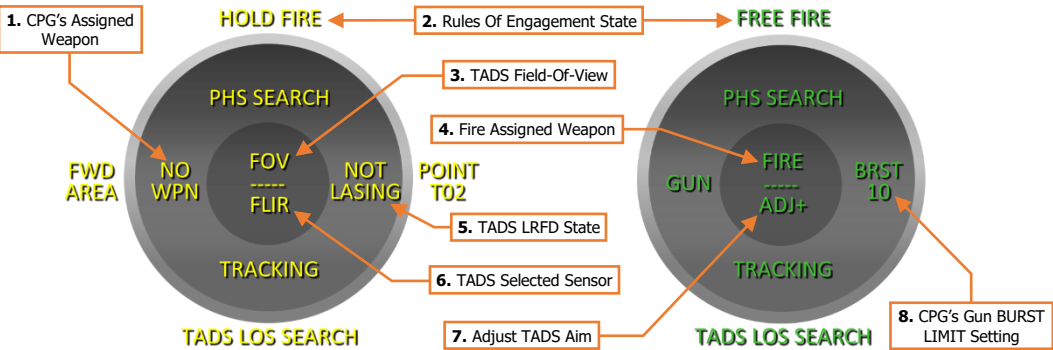 1. CPG's Assigned
Weapon
HOLD FIRE
2. Rules Of Engagement State
FREE FIRE
3. TADS Field-Of-View
PHS SEARCH
PHS SEARCH
4. Fire Assigned Weapon
FWD
AREA
NO
WPN
FOV
-----
FLIR
NOT
LASING
POINT
T02
GUN
FIRE
-----
ADJ+
BRST
10
5. TADS LRFD State
TRACKING
6. TADS Selected Sensor
TRACKING
TADS LOS SEARCH
7. Adjust TADS Aim
TADS LOS SEARCH
8. CPG's Gun BURST
LIMIT Setting